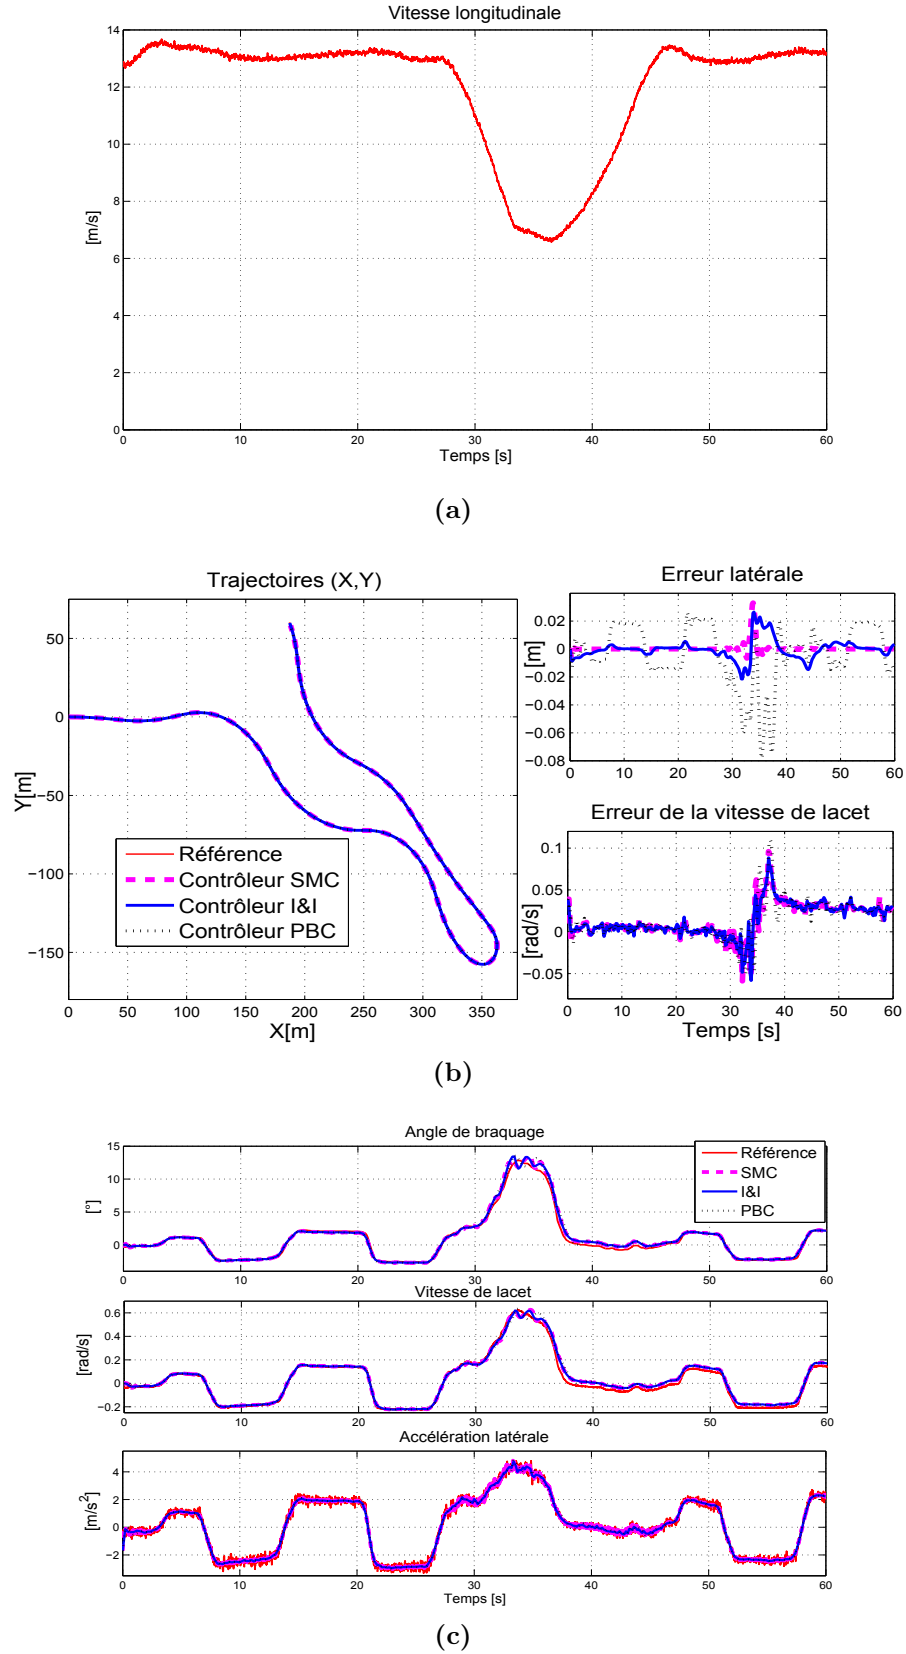 Vitesse longitudinale
14
12
10
8
6
4
2
0
[m/s]
0 10 20 30 40 50 60
Temps [s]
(a)
Trajectoires (X,Y)
50
0
−50
−100
−150
Y[m]
Référence
Contrôleur SMC
Contrôleur I&I
Contrôleur PBC
0 50 100 150 200 250 300 350
X[m]
Erreur latérale
0.02
0
−0.02
−0.04
−0.06
−0.08
[m]
0 10 20 30 40 50 60
Erreur de la vitesse de lacet
0.1
0.05
0
−0.05
[rad/s]
0 10 20 30 40 50 60
Temps [s]
(b)
Angle de braquage
15
10
5
0
[°]
Référence
SMC
I&I
PBC
0 10 20 30 40 50 60
Vitesse de lacet
0.6
0.2
0
−0.2
[rad/s]
0 10 20 30 40 50 60
Accélération latérale
4
2
0
−2
[m/s²]
0 10 20 30 40 50 60
Temps [s]
(c)